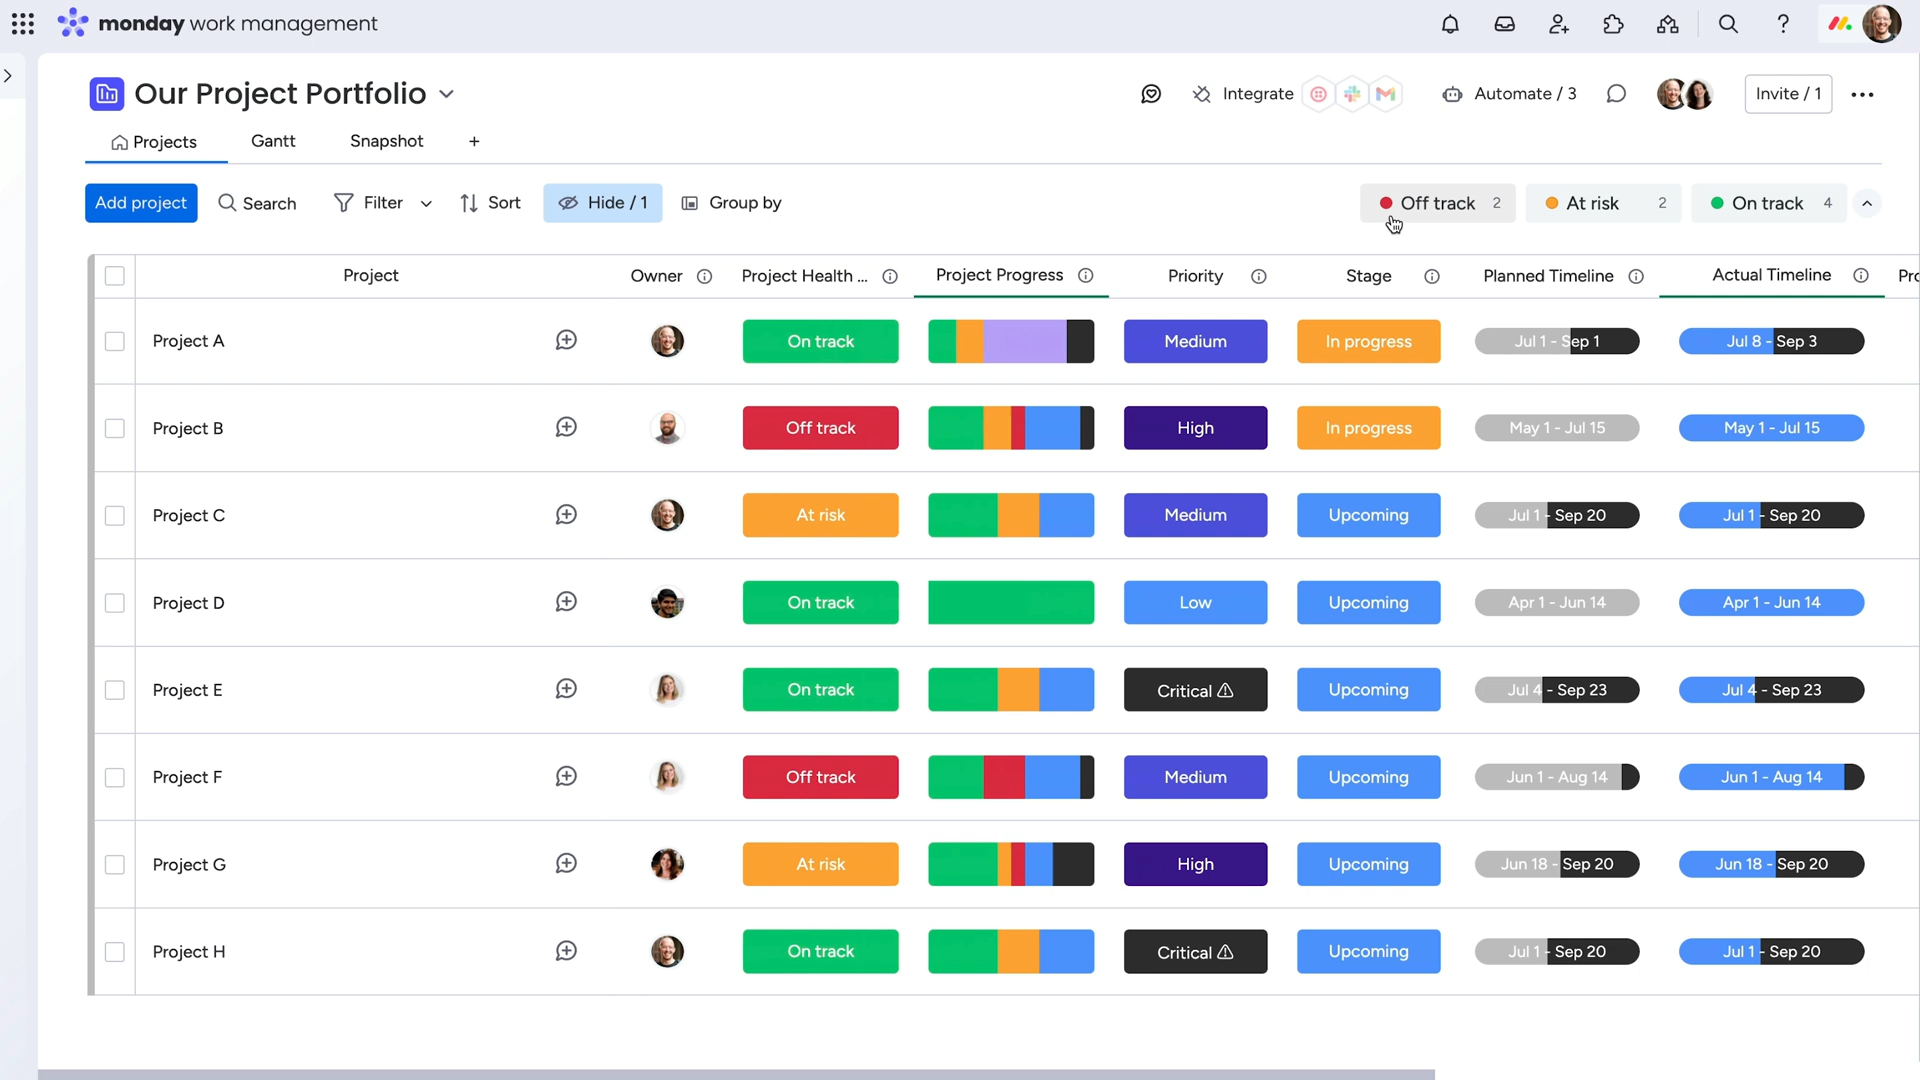 monday work management
Our Project Portfolio
Integrate
Automate / 3
Invite / 1
Projects
Gantt
Snapshot
+
Add project
Search
Filter
Sort
Hide / 1
Group by
Off track 2
At risk 2
On track 4
Project
Owner
Project Health ...
Project Progress
Priority
Stage
Planned Timeline
Actual Timeline
Pro
Project A
On track
Medium
In progress
Jul 1 - Sep 1
Jul 8 - Sep 3
Project B
Off track
High
In progress
May 1 - Jul 15
May 1 - Jul 15
Project C
At risk
Medium
Upcoming
Jul 1 - Sep 20
Jul 1 - Sep 20
Project D
On track
Low
Upcoming
Apr 1 - Jun 14
Apr 1 - Jun 14
Project E
On track
Critical ⚠
Upcoming
Jul 4 - Sep 23
Jul 4 - Sep 23
Project F
Off track
Medium
Upcoming
Jun 1 - Aug 14
Jun 1 - Aug 14
Project G
At risk
High
Upcoming
Jun 18 - Sep 20
Jun 18 - Sep 20
Project H
On track
Critical ⚠
Upcoming
Jul 1 - Sep 20
Jul 1 - Sep 20